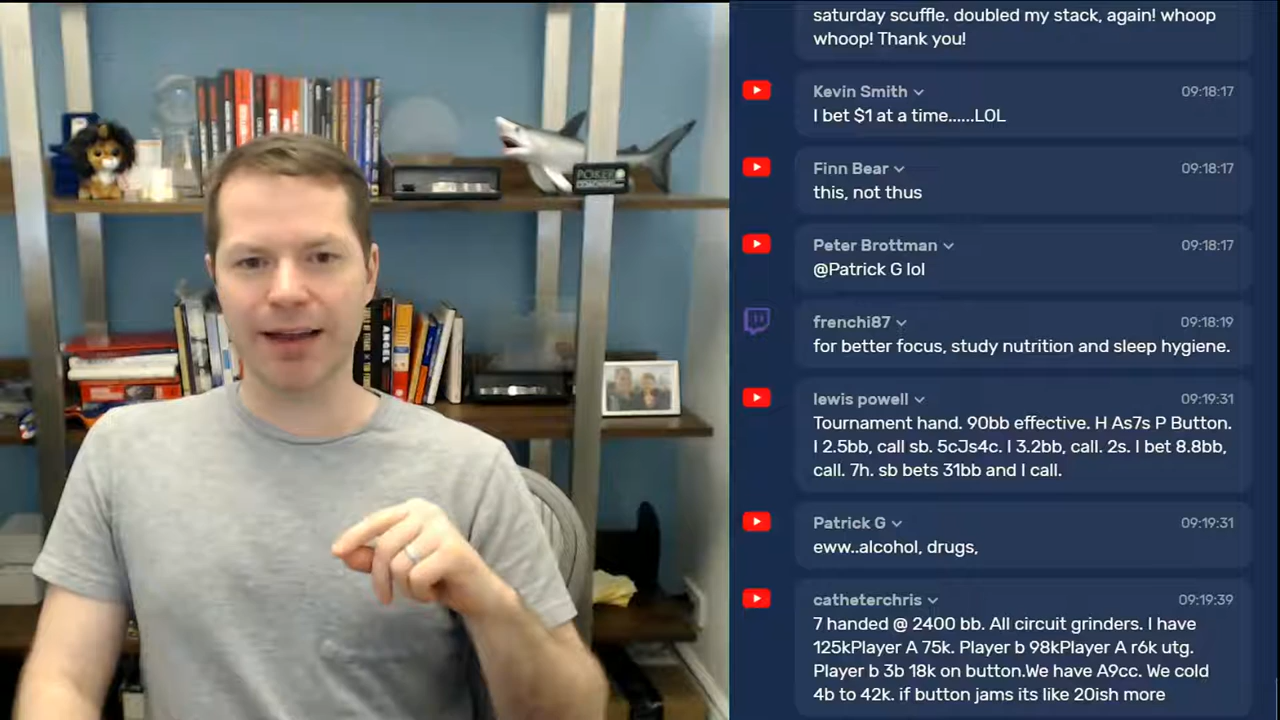 saturday scuffle. doubled my stack, again! whoop
whoop! Thank you!
Kevin Smith
09:18:17
I bet $1 at a time......LOL
Finn Bear
09:18:17
this, not thus
Peter Brottman
09:18:17
@Patrick G lol
frenchi87
09:18:19
for better focus, study nutrition and sleep hygiene.
lewis powell
09:19:31
Tournament hand. 90bb effective. H As7s P Button.
I 2.5bb, call sb. 5cJs4c. I 3.2bb, call. 2s. I bet 8.8bb,
call. 7h. sb bets 31bb and I call.
Patrick G
09:19:31
eww..alcohol, drugs,
catheterchris
09:19:39
7 handed @ 2400 bb. All circuit grinders. I have
125kPlayer A 75k. Player b 98kPlayer A r6k utg.
Player b 3b 18k on button.We have A9cc. We cold
4b to 42k. if button jams its like 20ish more
POKER
ANGEL